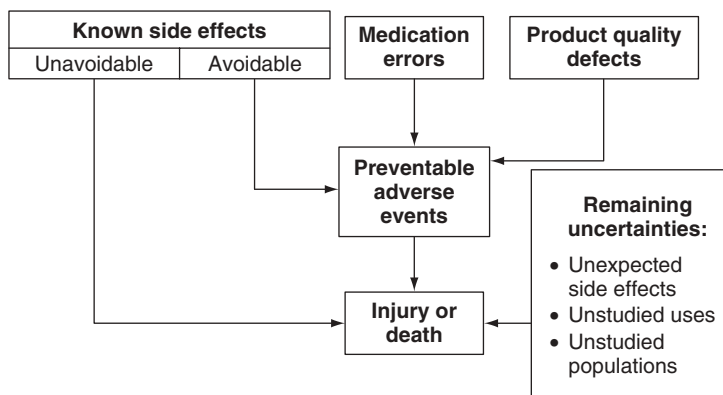 Known side effects
Unavoidable
Avoidable
Medication
errors
Product quality
defects
Preventable
adverse
events
Remaining
uncertainties:
• Unexpected
side effects
• Unstudied uses
• Unstudied
populations
Injury or
death